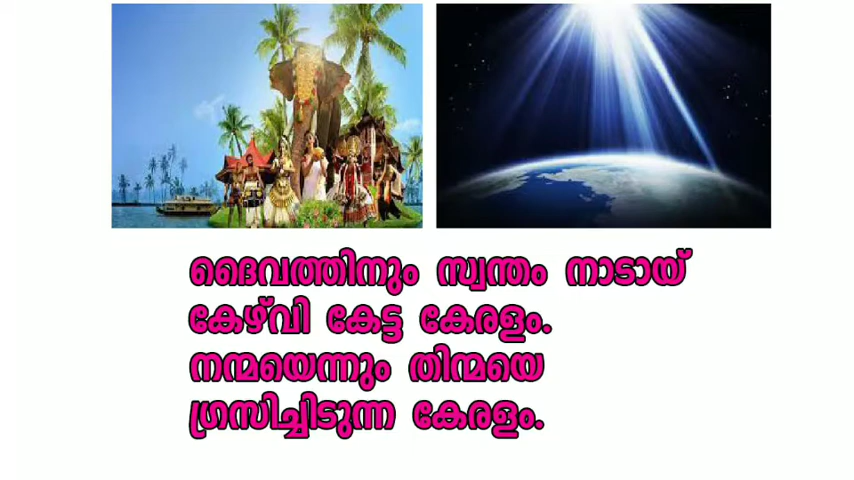 ദൈവത്തിനും സ്വന്തം നാടായ്
കേഴ്‌വി കേട്ട കേരളം.
നന്മയെന്നും തിന്മയെ
ഗ്രസിച്ചിടുന്ന കേരളം.